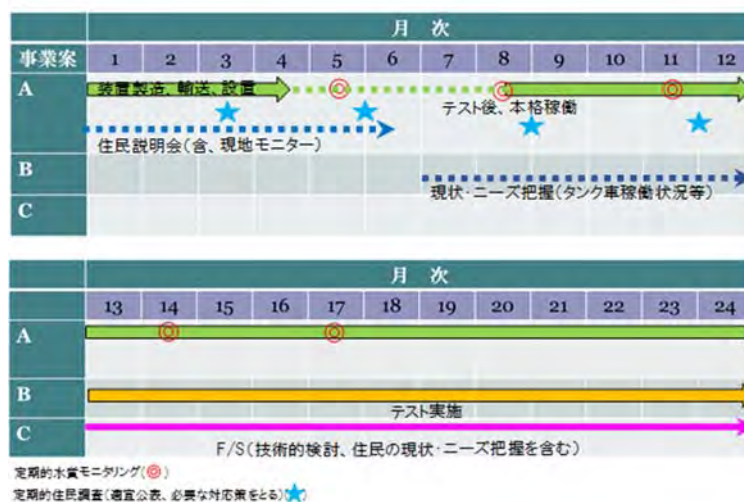 月 次
事業案 1 2 3 4 5 6 7 8 9 10 11 12
A 装置製造、輸送、設置
テスト後、本格稼働
住民説明会(含、現地モニター)
B 現状・ニーズ把握(タンク車稼働状況等)
C
月 次
13 14 15 16 17 18 19 20 21 22 23 24
A
B
テスト実施
C
F/S(技術的検討、住民の現状・ニーズ把握を含む)
定期的水質モニタリング(◎)
定期的住民調査(適宜公表、必要な対応策をとる)(★)